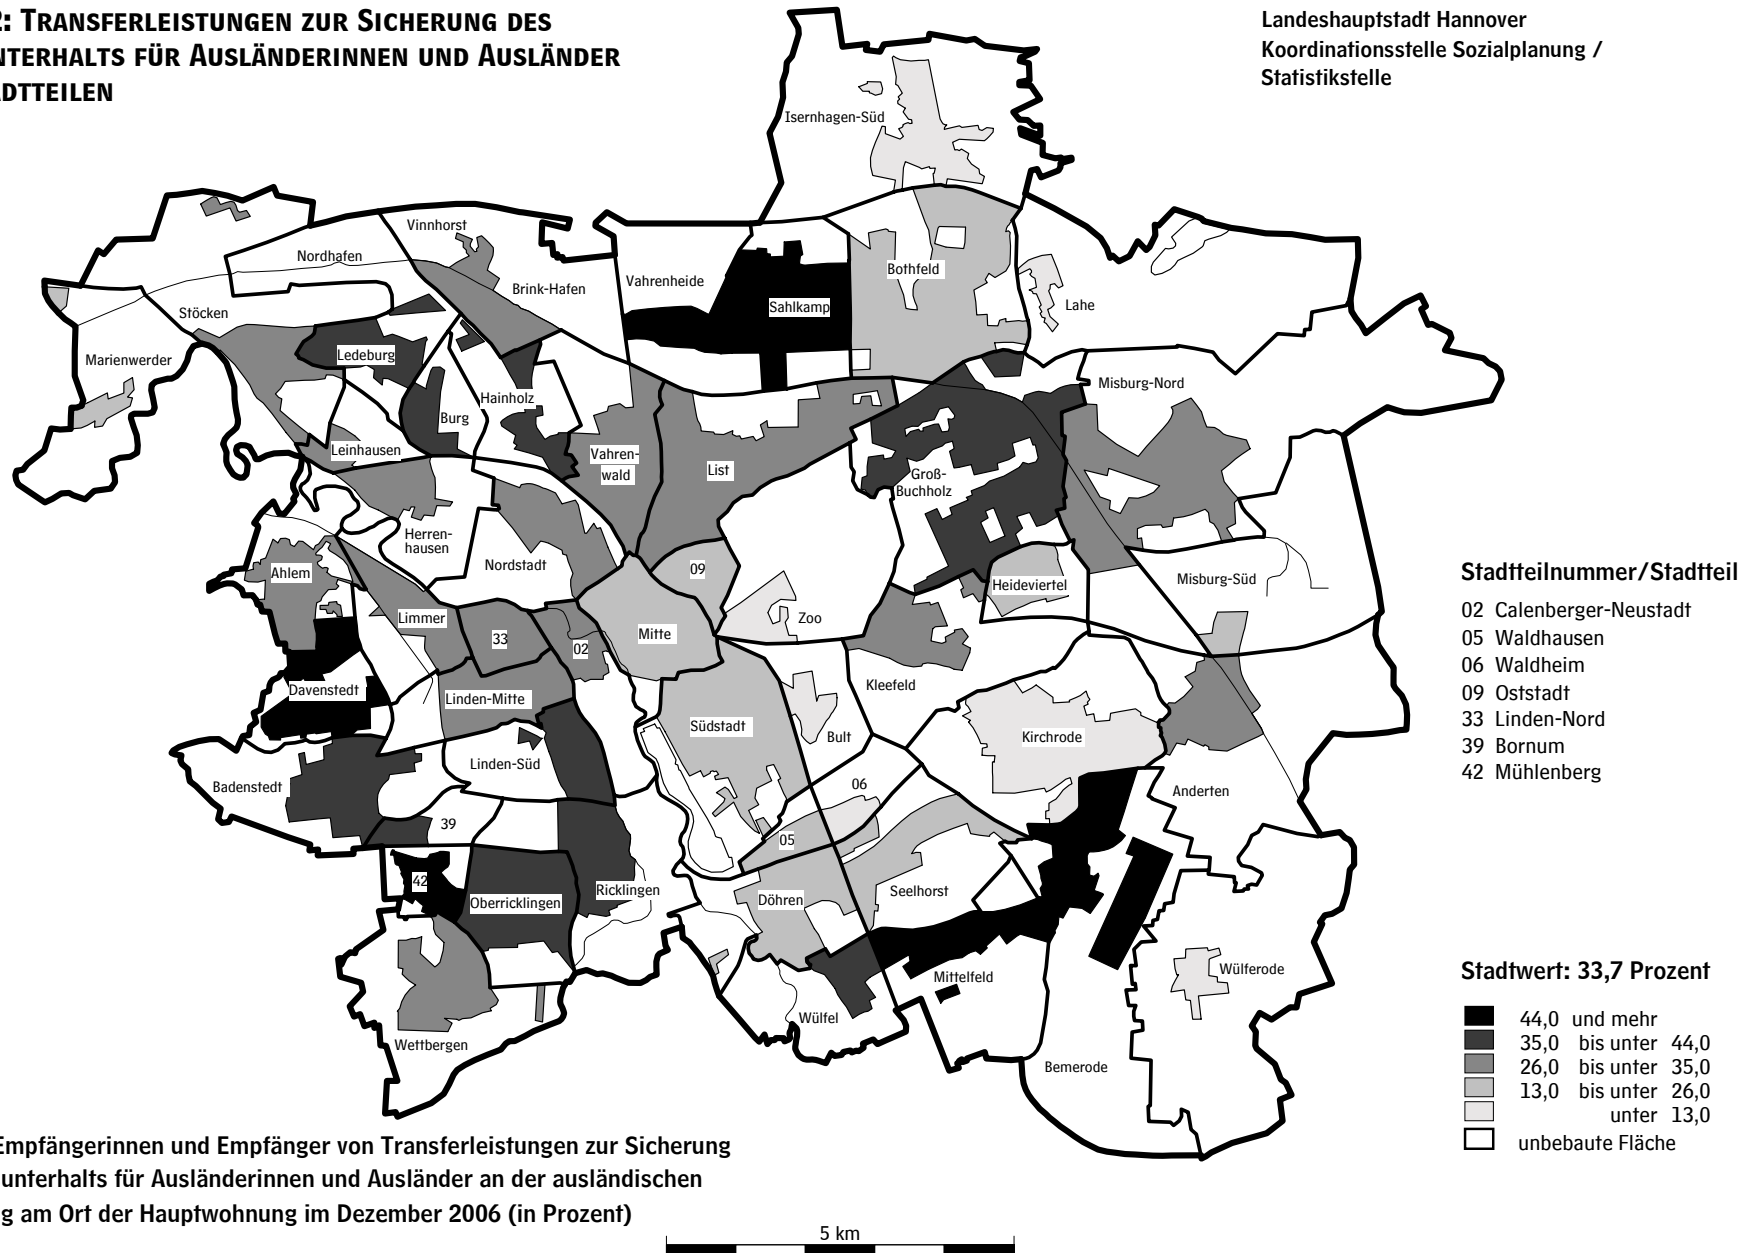 2: TRANSFERLEISTUNGEN ZUR SICHERUNG DES
NTERHALTS FÜR AUSLÄNDERINNEN UND AUSLÄNDER
DTTEILEN
Landeshauptstadt Hannover
Koordinationsstelle Sozialplanung /
Statistikstelle
Isernhagen-Süd
Vinnhorst
Nordhafen
Brink-Hafen
Vahrenheide
Sahlkamp
Bothfeld
Lahe
Stöcken
Marienwerder
Ledeburg
Burg
Hainholz
Leinhausen
Vahren-
wald
List
Groß-
Buchholz
Misburg-Nord
Herren-
hausen
Nordstadt
Ahlem
Limmer
33
02
Mitte
09
Zoo
Heideviertel
Misburg-Süd
Davenstedt
Linden-Mitte
Linden-Süd
Südstadt
Bult
Kleefeld
Kirchrode
Anderten
Badenstedt
39
06
05
42
Oberricklingen
Ricklingen
Döhren
Seelhorst
Mittelfeld
Wülfel
Wettbergen
Bemerode
Wülferode
Stadtteilnummer/Stadtteil
02 Calenberger-Neustadt
05 Waldhausen
06 Waldheim
09 Oststadt
33 Linden-Nord
39 Bornum
42 Mühlenberg
Stadtwert: 33,7 Prozent
44,0 und mehr
35,0 bis unter 44,0
26,0 bis unter 35,0
13,0 bis unter 26,0
unter 13,0
unbebaute Fläche
Empfängerinnen und Empfänger von Transferleistungen zur Sicherung
unterhalts für Ausländerinnen und Ausländer an der ausländischen
g am Ort der Hauptwohnung im Dezember 2006 (in Prozent)
5 km